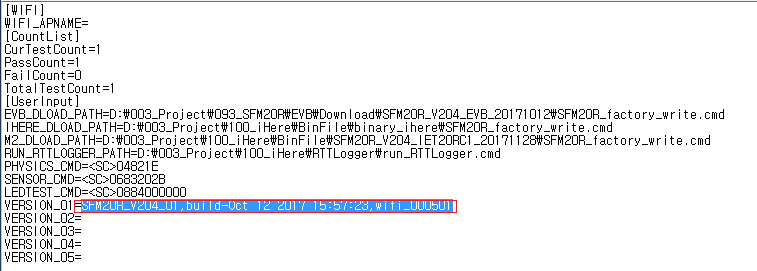 [WIFI]
WIFI_APNAME=
[CountList]
CurTestCount=1
PassCount=1
FailCount=0
TotalTestCount=1
[UserInput]
EVB_DLOAD_PATH=D:₩003_Project₩093_SFM20R₩EVB₩Download₩SFM20R_V204_EVB_20171012₩SFM20R_factory_write.cmd
IHERE_DLOAD_PATH=D:₩003_Project₩100_iHere₩BinFile₩binary_ihere₩SFM20R_factory_write.cmd
M2_DLOAD_PATH=D:₩003_Project₩100_iHere₩BinFile₩SFM20R_V204_IET20RC1_20171128₩SFM20R_factory_write.cmd
RUN_RTTLOGGER_PATH=D:₩003_Project₩100_iHere₩RTTLogger₩run_RTTLogger.cmd
PHYSICS_CMD=<SC>04821E
SENSOR_CMD=<SC>0683202B
LEDTEST_CMD=<SC>0884000000
VERSION_01=SFM20R_V204_01,build-Oct 12 2017 15:57:23,wifi_000501
VERSION_02=
VERSION_03=
VERSION_04=
VERSION_05=